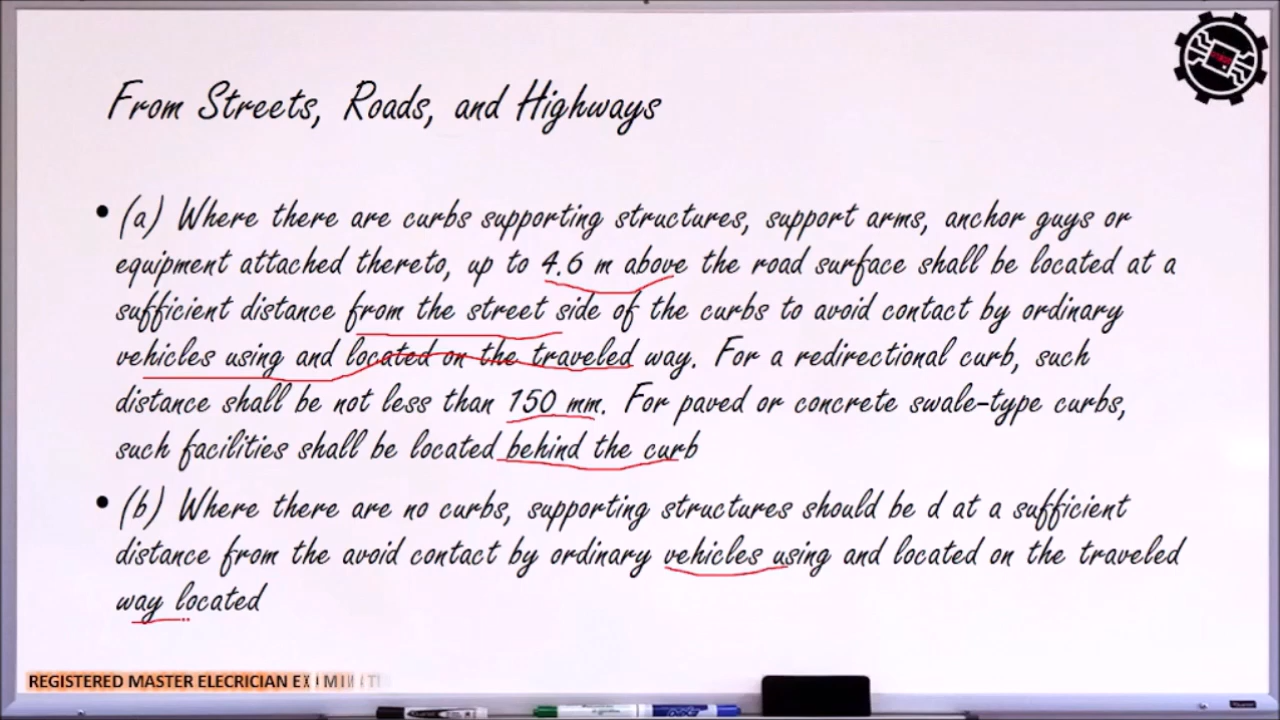 From Streets, Roads, and Highways
• (a) Where there are curbs supporting structures, support arms, anchor guys or
equipment attached thereto, up to 4.6 m above the road surface shall be located at a
sufficient distance from the street side of the curbs to avoid contact by ordinary
vehicles using and located on the traveled way. For a redirectional curb, such
distance shall be not less than 150 mm. For paved or concrete swale-type curbs,
such facilities shall be located behind the curb
• (b) Where there are no curbs, supporting structures should be d at a sufficient
distance from the avoid contact by ordinary vehicles using and located on the traveled
way located
REGISTERED MASTER ELECRICIAN